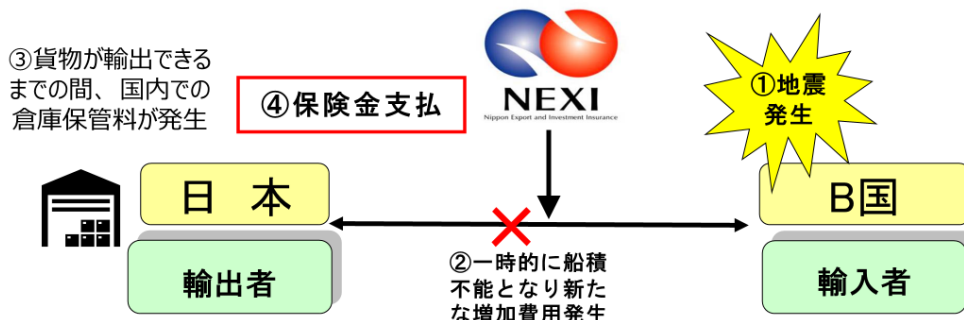 ③貨物が輸出できる
までの間、国内での
倉庫保管料が発生
④保険金支払
NEXI
Nippon Export and Investment Insurance
①地震
発生
日 本
B国
輸出者
②一時的に船積
不能となり新た
な増加費用発生
輸入者